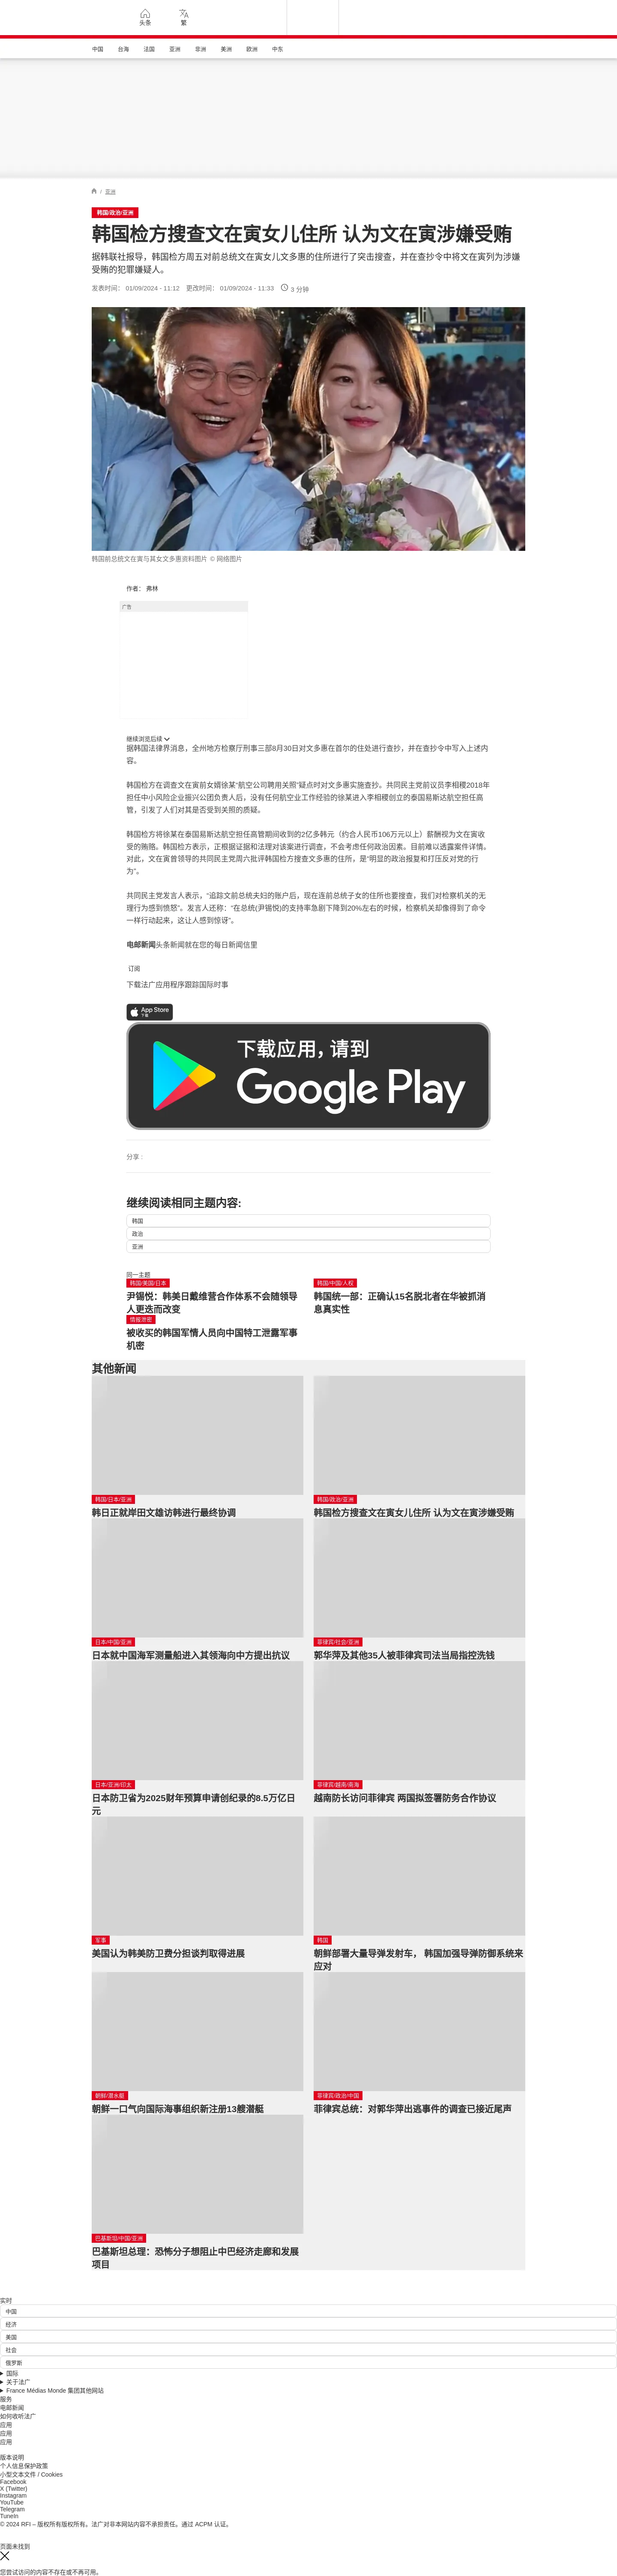 头条
繁
中国 台海 法国 亚洲 非洲 美洲 欧洲 中东
/ 亚洲
韩国/政治/亚洲
韩国检方搜查文在寅女儿住所 认为文在寅涉嫌受贿
据韩联社报导，韩国检方周五对前总统文在寅女儿文多惠的住所进行了突击搜查，并在查抄令中将文在寅列为涉嫌
受贿的犯罪嫌疑人。
发表时间： 01/09/2024 - 11:12 更改时间： 01/09/2024 - 11:33 3 分钟
韩国前总统文在寅与其女文多惠资料图片 © 网络图片
作者： 弗林
广告
继续浏览后续
据韩国法律界消息，全州地方检察厅刑事三部8月30日对文多惠在首尔的住处进行查抄，并在查抄令中写入上述内
容。
韩国检方在调查文在寅前女婿徐某“航空公司聘用关照”疑点时对文多惠实施查抄。共同民主党前议员李相稷2018年
担任中小风险企业振兴公团负责人后，没有任何航空业工作经验的徐某进入李相稷创立的泰国易斯达航空担任高
管，引发了人们对其是否受到关照的质疑。
韩国检方将徐某在泰国易斯达航空担任高管期间收到的2亿多韩元（约合人民币106万元以上）薪酬视为文在寅收
受的贿赂。韩国检方表示，正根据证据和法理对该案进行调查，不会考虑任何政治因素。目前难以透露案件详情。
对此，文在寅曾领导的共同民主党周六批评韩国检方搜查文多惠的住所，是“明显的政治报复和打压反对党的行
为”。
共同民主党发言人表示，“追踪文前总统夫妇的账户后，现在连前总统子女的住所也要搜查，我们对检察机关的无
理行为感到愤怒”。发言人还称：“在总统(尹锡悦)的支持率急剧下降到20%左右的时候，检察机关却像得到了命令
一样行动起来，这让人感到惊讶”。
电邮新闻头条新闻就在您的每日新闻信里
订阅
下载法广应用程序跟踪国际时事
App Store
下载
下载应用，请到
Google Play
分享 :
继续阅读相同主题内容:
韩国
政治
亚洲
同一主题
韩国/美国/日本
尹锡悦：韩美日戴维营合作体系不会随领导
人更迭而改变
韩国/中国/人权
韩国统一部：正确认15名脱北者在华被抓消
息真实性
情报泄密
被收买的韩国军情人员向中国特工泄露军事
机密
其他新闻
韩国/日本/亚洲
韩日正就岸田文雄访韩进行最终协调
韩国/政治/亚洲
韩国检方搜查文在寅女儿住所 认为文在寅涉嫌受贿
日本/中国/亚洲
日本就中国海军测量船进入其领海向中方提出抗议
菲律宾/社会/亚洲
郭华萍及其他35人被菲律宾司法当局指控洗钱
日本/亚洲/印太
日本防卫省为2025财年预算申请创纪录的8.5万亿日
元
菲律宾/越南/南海
越南防长访问菲律宾 两国拟签署防务合作协议
军事
美国认为韩美防卫费分担谈判取得进展
韩国
朝鲜部署大量导弹发射车， 韩国加强导弹防御系统来
应对
朝鲜/潜水艇
朝鲜一口气向国际海事组织新注册13艘潜艇
菲律宾/政治/中国
菲律宾总统：对郭华萍出逃事件的调查已接近尾声
巴基斯坦/中国/亚洲
巴基斯坦总理：恐怖分子想阻止中巴经济走廊和发展
项目
实时
中国
经济
美国
社会
俄罗斯
国际
关于法广
France Médias Monde 集团其他网站
服务
电邮新闻
如何收听法广
应用
应用
应用
版本说明
个人信息保护政策
小型文本文件 / Cookies
Facebook
X (Twitter)
Instagram
YouTube
Telegram
TuneIn
© 2024 RFI – 版权所有版权所有。法广对非本网站内容不承担责任。通过 ACPM 认证。
页面未找到
您尝试访问的内容不存在或不再可用。